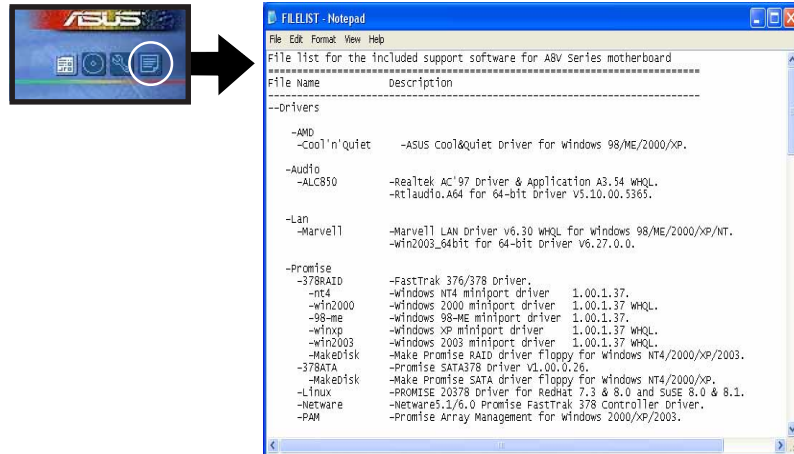 ASUS
FILELIST - Notepad
File Edit Format View Help
File list for the included support software for A8V Series motherboard
================================================================================
File Name Description
--------------------------------------------------------------------------------
--Drivers
-AMD
-Cool'n'Quiet -ASUS Cool&Quiet Driver for Windows 98/ME/2000/XP.
-Audio
-ALC850 -Realtek AC'97 Driver & Application A3.54 WHQL.
-Rtlaudio.A64 for 64-bit Driver V5.10.00.5365.
-Lan
-Marvell -Marvell LAN Driver v6.30 WHQL for Windows 98/ME/2000/XP/NT.
-Win2003_64bit for 64-bit Driver V6.27.0.0.
-Promise
-378RAID -FastTrak 376/378 Driver.
-nt4 -Windows NT4 miniport driver 1.00.1.37.
-win2000 -Windows 2000 miniport driver 1.00.1.37 WHQL.
-98-me -Windows 98-ME miniport driver 1.00.1.37.
-winxp -Windows XP miniport driver 1.00.1.37 WHQL.
-win2003 -Windows 2003 miniport driver 1.00.1.37 WHQL.
-MakeDisk -Make Promise RAID driver floppy for Windows NT4/2000/XP/2003.
-378ATA -Promise SATA378 Driver V1.00.0.26.
-MakeDisk -Make Promise SATA driver floppy for Windows NT4/2000/XP.
-Linux -PROMISE 20378 Driver for RedHat 7.3 & 8.0 and SuSE 8.0 & 8.1.
-Netware -Netware5.1/6.0 Promise FastTrak 378 Controller Driver.
-PAM -Promise Array Management for Windows 2000/XP/2003.